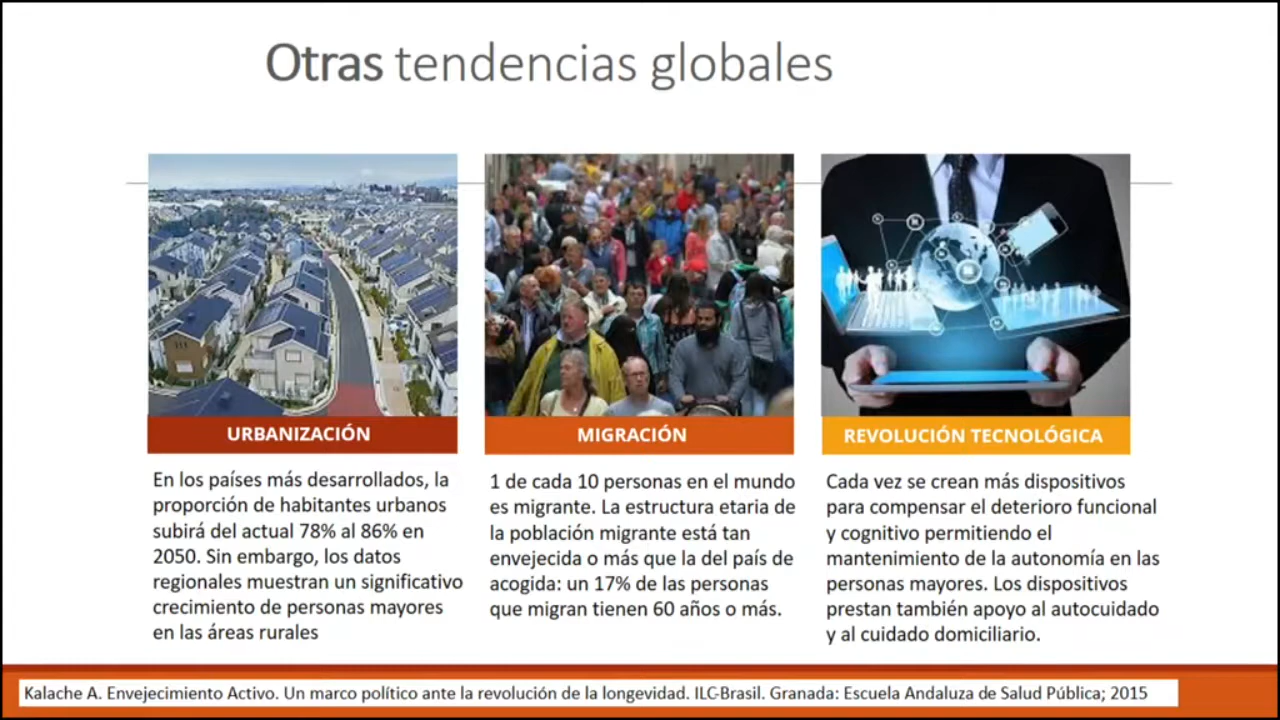 Otras tendencias globales
URBANIZACIÓN
En los países más desarrollados, la
proporción de habitantes urbanos
subirá del actual 78% al 86% en
2050. Sin embargo, los datos
regionales muestran un significativo
crecimiento de personas mayores
en las áreas rurales
MIGRACIÓN
1 de cada 10 personas en el mundo
es migrante. La estructura etaria de
la población migrante está tan
envejecida o más que la del país de
acogida: un 17% de las personas
que migran tienen 60 años o más.
REVOLUCIÓN TECNOLÓGICA
Cada vez se crean más dispositivos
para compensar el deterioro funcional
y cognitivo permitiendo el
mantenimiento de la autonomía en las
personas mayores. Los dispositivos
prestan también apoyo al autocuidado
y al cuidado domiciliario.
Kalache A. Envejecimiento Activo. Un marco político ante la revolución de la longevidad. ILC-Brasil. Granada: Escuela Andaluza de Salud Pública; 2015